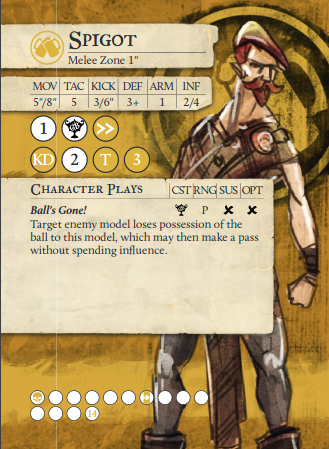 SPIGOT
Melee Zone 1"
MOV TAC KICK DEF ARM INF
5"/8" 5 3/6" 3+ 1 2/4
1 >>
KD 2 T 3
CHARACTER PLAYS CST RNG SUS OPT
Ball's Gone! P
Target enemy model loses possession of the
ball to this model, which may then make a pass
without spending influence.
14